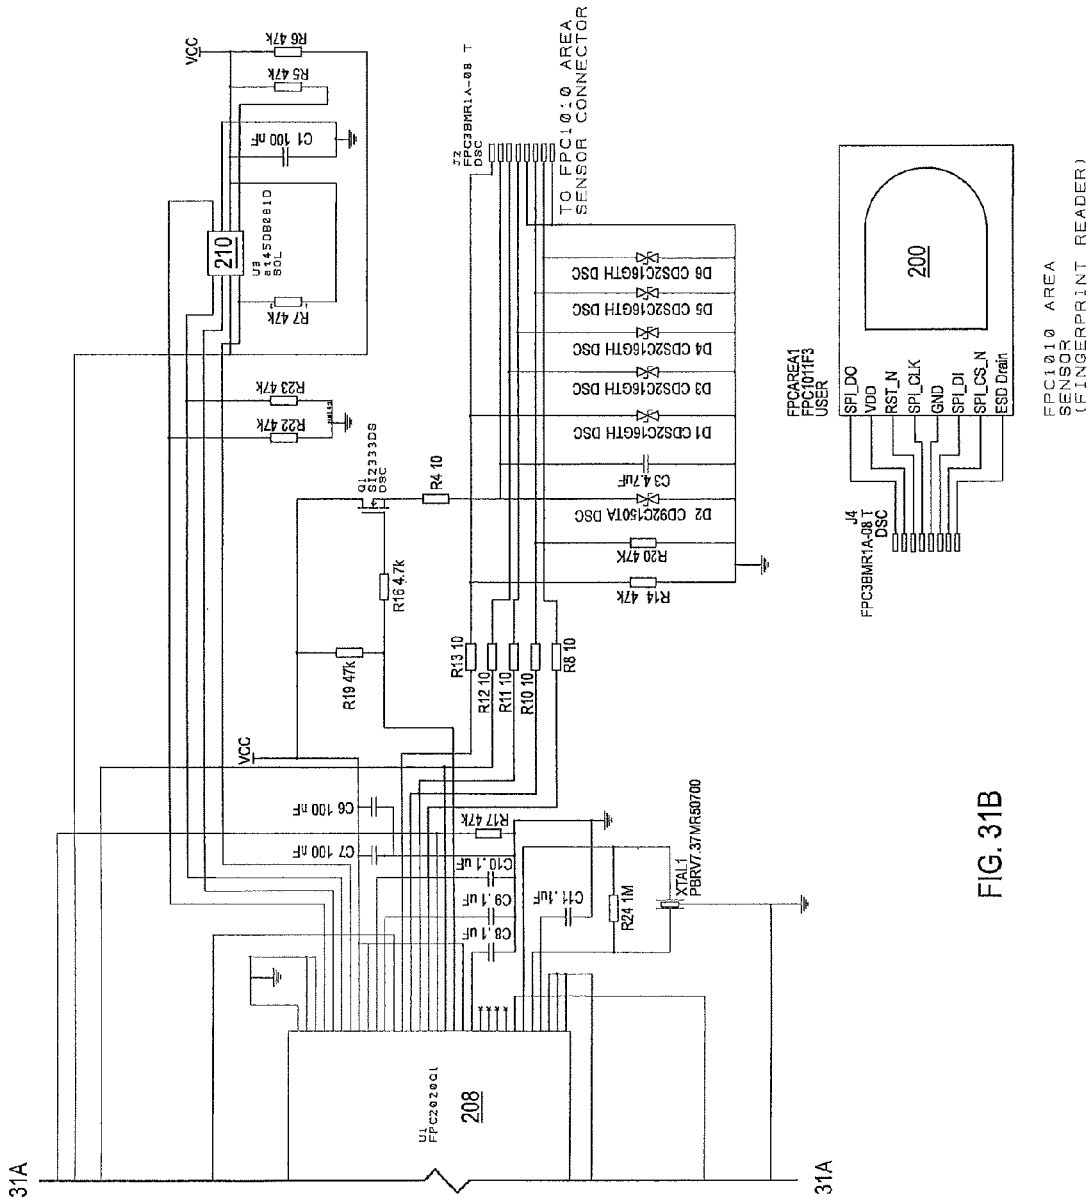 31A
31A
VCC
R6 47k
R5 47k
C1 100 nF
210
U3
8145DB081D
SOL
R7 47k
R23 47k
R22 47k
Q1
SI2333DS
DSC
R4 10
R16 4.7k
R19 47k
VCC
J2
FPC3BMR1A-08 T
DSC
TO FPC1010 AREA
SENSOR CONNECTOR
D6 CDS2C16GTH DSC
D5 CDS2C16GTH DSC
D4 CDS2C16GTH DSC
D3 CDS2C16GTH DSC
D1 CDS2C16GTH DSC
C3 4.7uF
D2 CD92C150TA DSC
R20 47K
R14 47k
R13 10
R12 10
R11 10
R10 10
R8 10
C6 100 nF
C7 100 nF
R17 47k
C10 .1 uF
C9 .1 uF
C8 .1 uF
C11 .1uF
R24 1M
XTAL1
PBRV7.37MR50700
U1
FPC2020Q1
208
FPCAREA1
FPC1011F3
USER
SPI_DO
VDD
RST_N
SPI_CLK
GND
SPI_DI
SPI_CS_N
ESD Drain
200
J4
FPC3BMR1A-08 T
DSC
FPC1010 AREA
SENSOR
(FINGERPRINT READER)
FIG. 31B